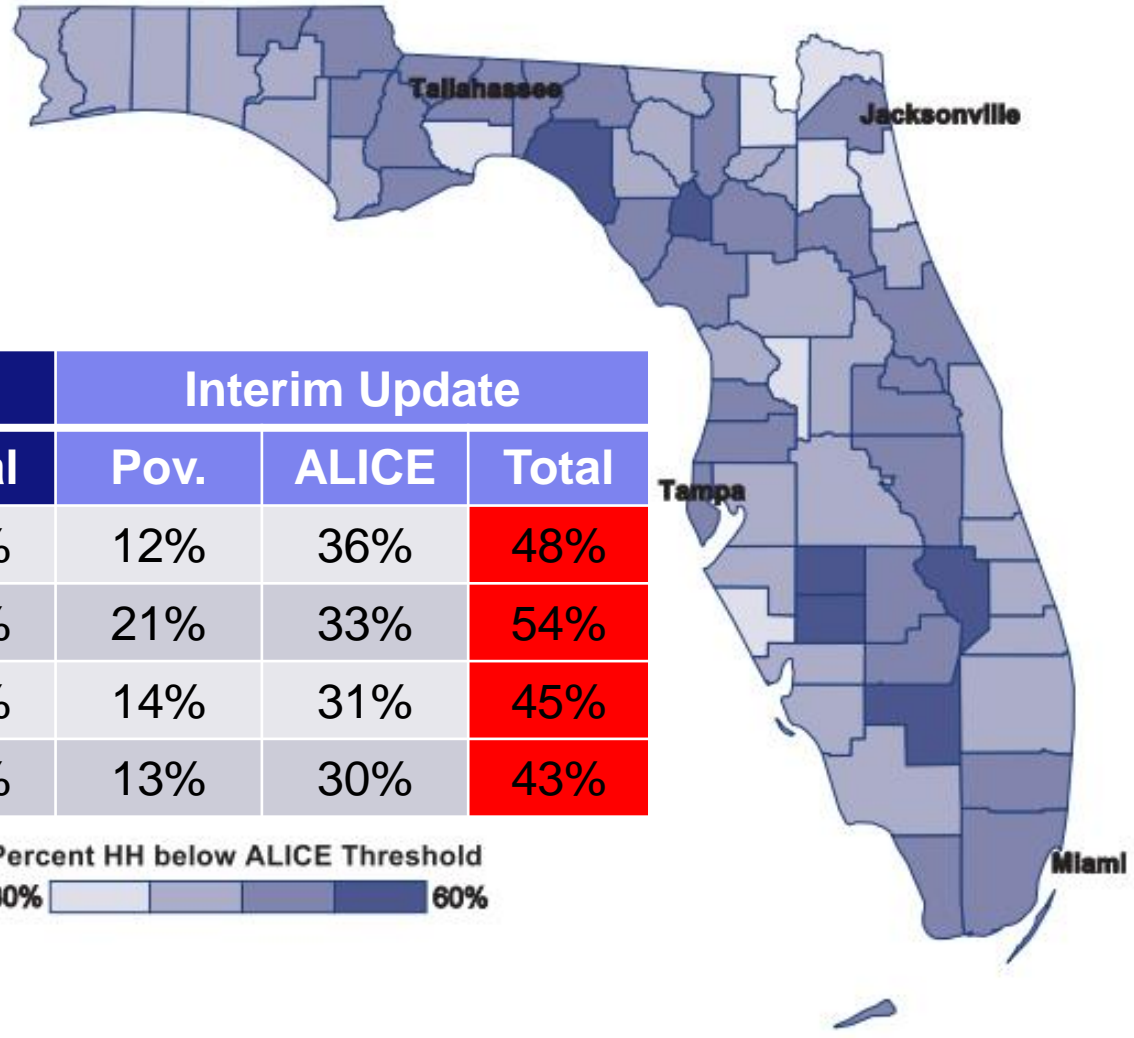 Tallahassee
Jacksonville
Interim Update
Pov. ALICE Total
12% 36% 48%
21% 33% 54%
Tampa
14% 31% 45%
13% 30% 43%
Percent HH below ALICE Threshold
60%
Miami